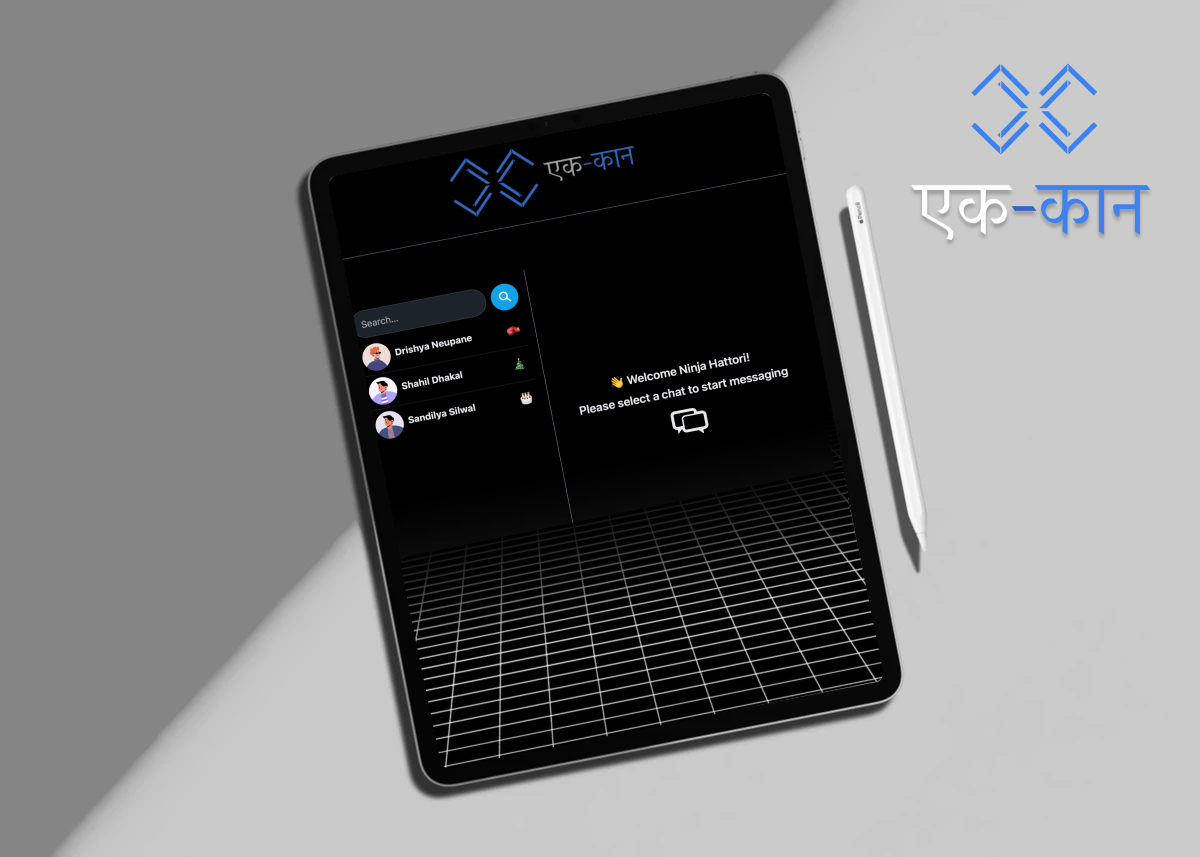 एक-कान
एक-कान
Search...
Drishya Neupane
Shahil Dhakal
Sandilya Silwal
👋 Welcome Ninja Hattori!
Please select a chat to start messaging